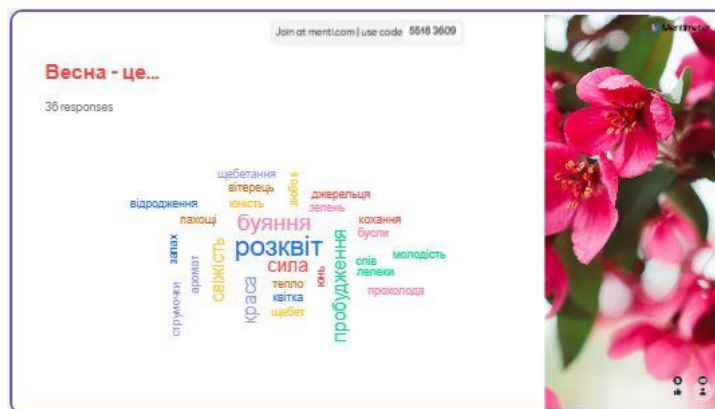 Join at menti.com | use code 5516 3609
Mentimeter
Весна - це...
36 responses
щебетання
вітерець
любов
джерельця
відродження
юність
зелень
пахощі
буяння
кохання
бусли
запах
свіжість
розквіт
пробудження
молодість
аромат
сила
юнь
спів
лелеки
струмочки
краса
тепло
квітка
прохолода
щебет